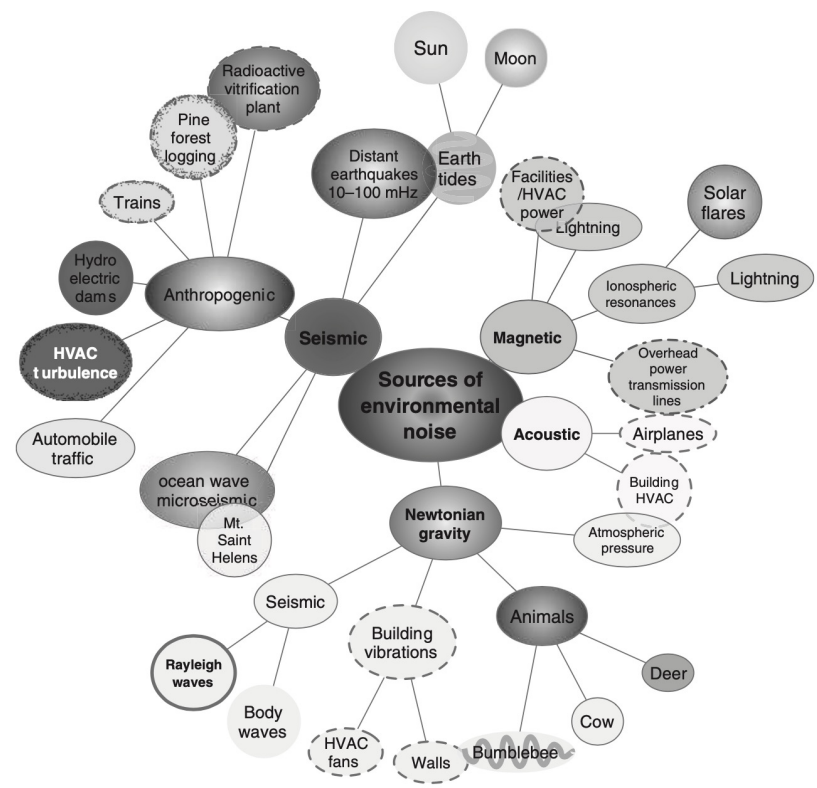 Sun
Moon
Radioactive
vitrification
plant
Pine
forest
logging
Trains
Distant
earthquakes
10–100 mHz
Earth
tides
Facilities
/HVAC
power
Lightning
Solar
flares
Ionospheric
resonances
Lightning
Hydro
electric
dams
Anthropogenic
Seismic
Magnetic
HVAC
turbulence
Sources of
environmental
noise
Overhead
power
transmission
lines
Automobile
traffic
Acoustic
Airplanes
Building
HVAC
ocean wave
microseismic
Mt.
Saint
Helens
Newtonian
gravity
Atmospheric
pressure
Seismic
Building
vibrations
Animals
Rayleigh
waves
Body
waves
Deer
Cow
HVAC
fans
Walls
Bumblebee